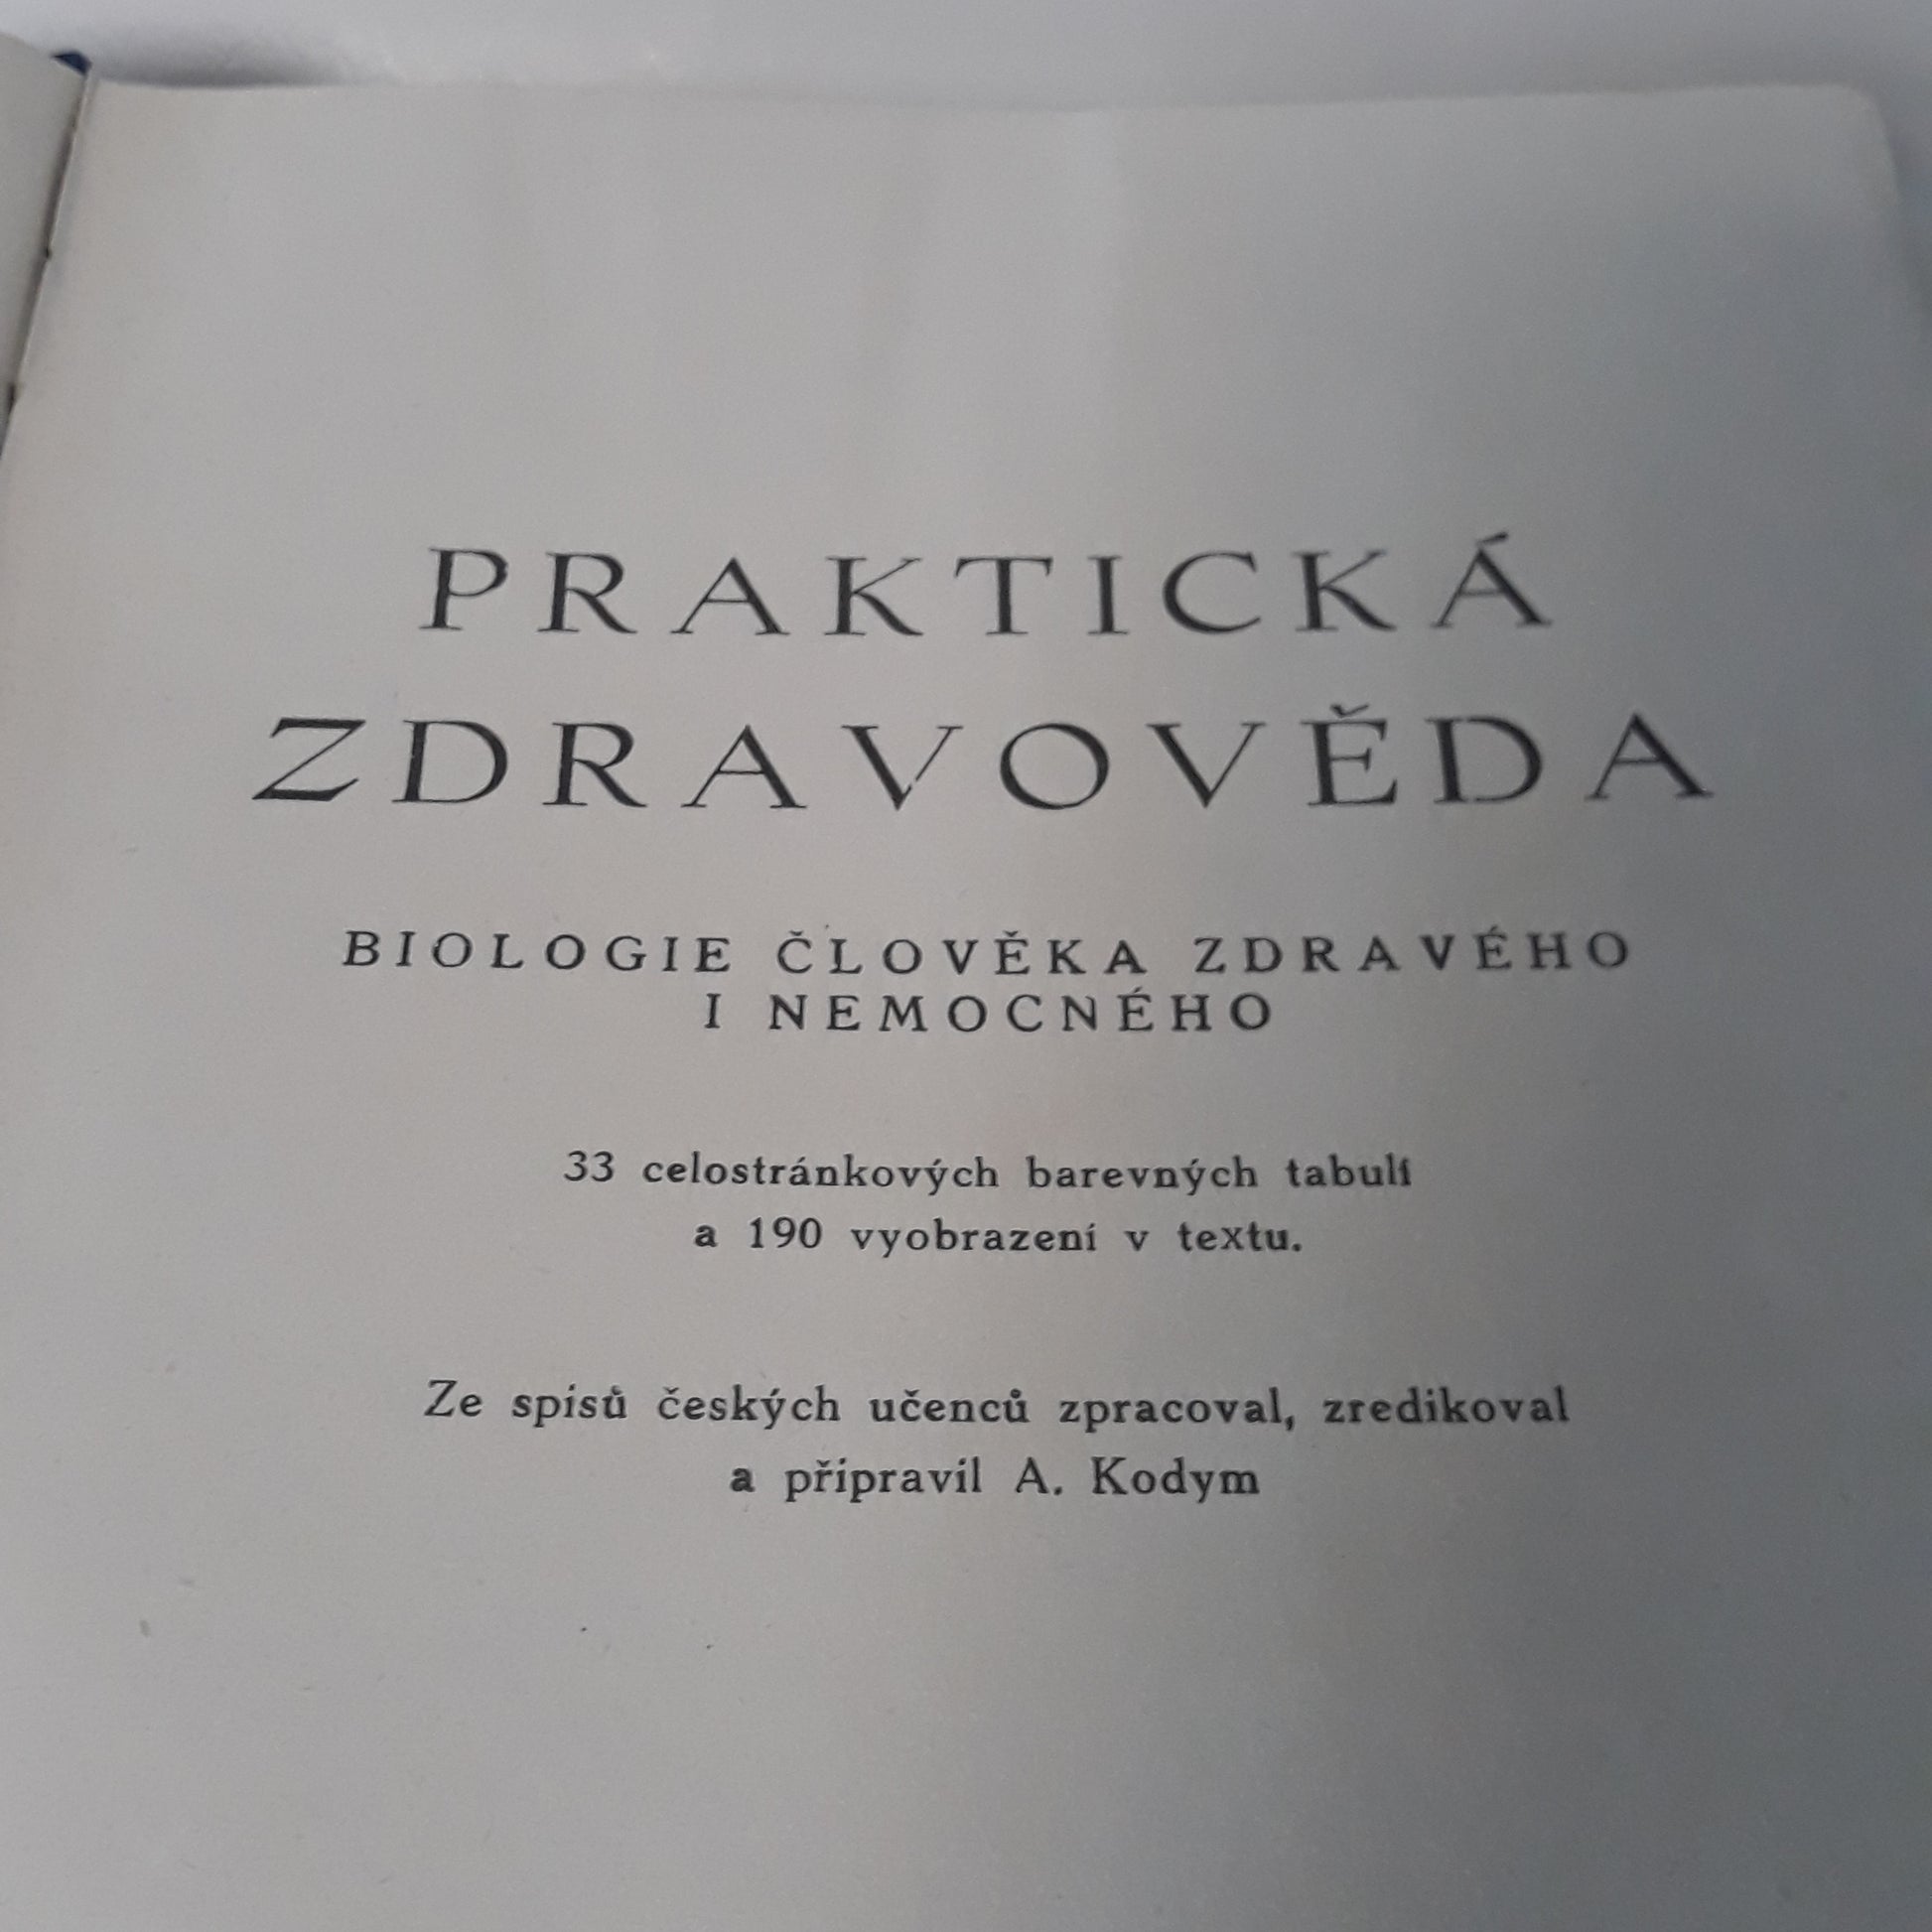 PRAKTICKÁ
ZDRAVOVĚDA
BIOLOGIE ČLOVĚKA ZDRAVÉHO
I NEMOCNÉHO
33 celostránkových barevných tabulí
a 190 vyobrazení v textu.
Ze spisů českých učenců zpracoval, zredikoval
a připravil A. Kodym